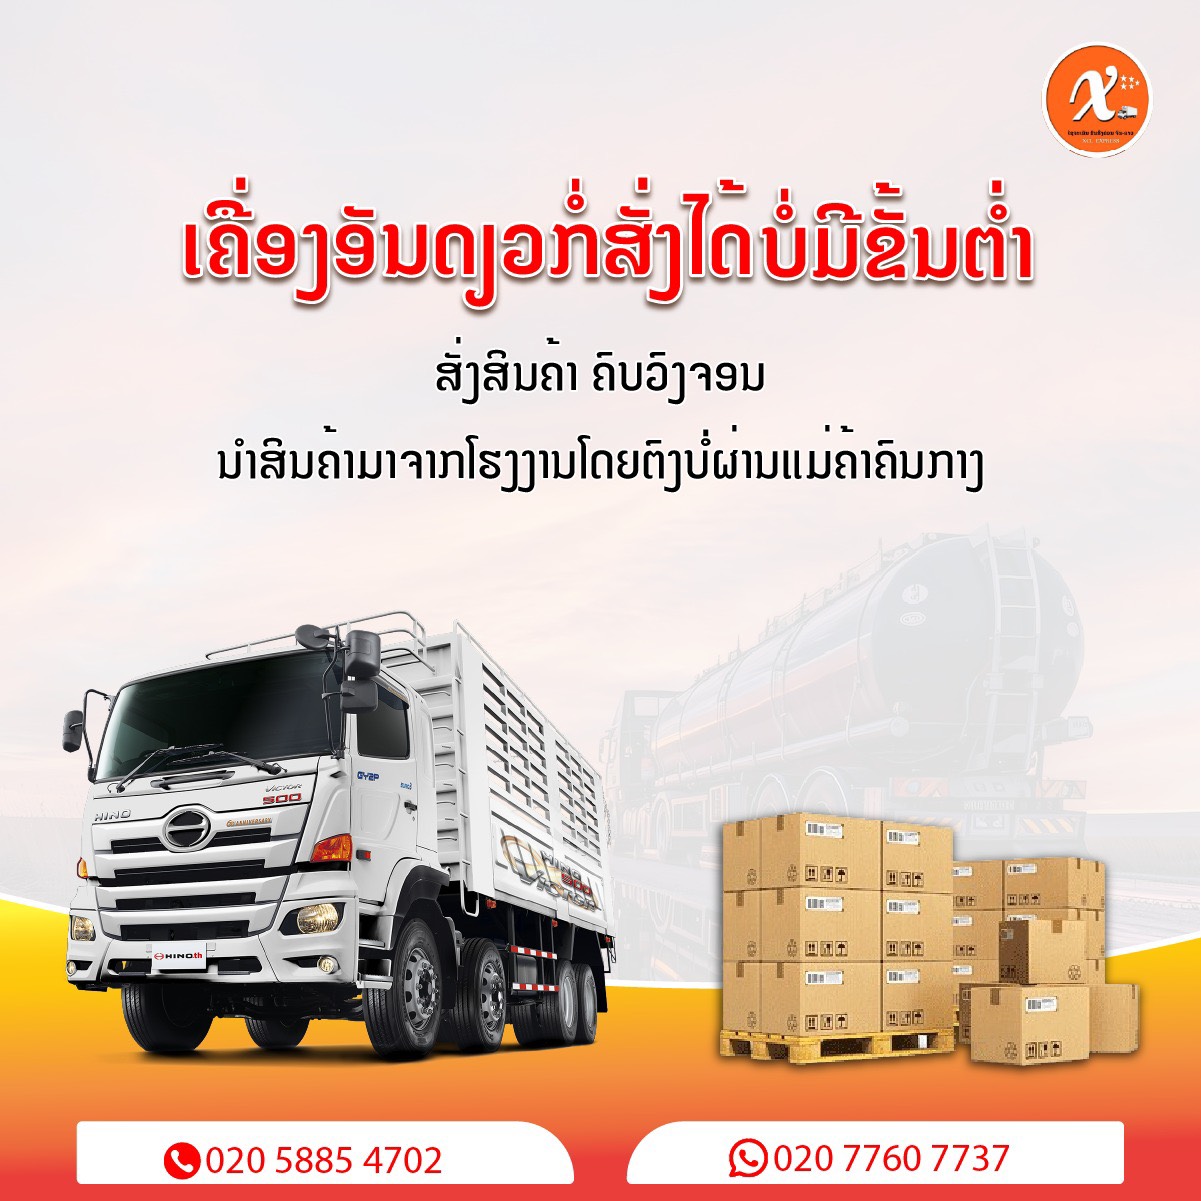 X
XCL EXPRESS
ເຄື່ອງອັນດຽວກໍ່ສັ່ງໄດ້ບໍ່ມີຂັ້ນຕ່ຳ
ສັ່ງສິນຄ້າ ຄົບວົງຈອນ
ນຳສິນຄ້າມາຈາກໂຮງງານໂດຍຕົງບໍ່ຜ່ານແມ່ຄ້າຄົນກາງ
GY2P
VICTOR
500
HINO
HINO.th
020 5885 4702
020 7760 7737